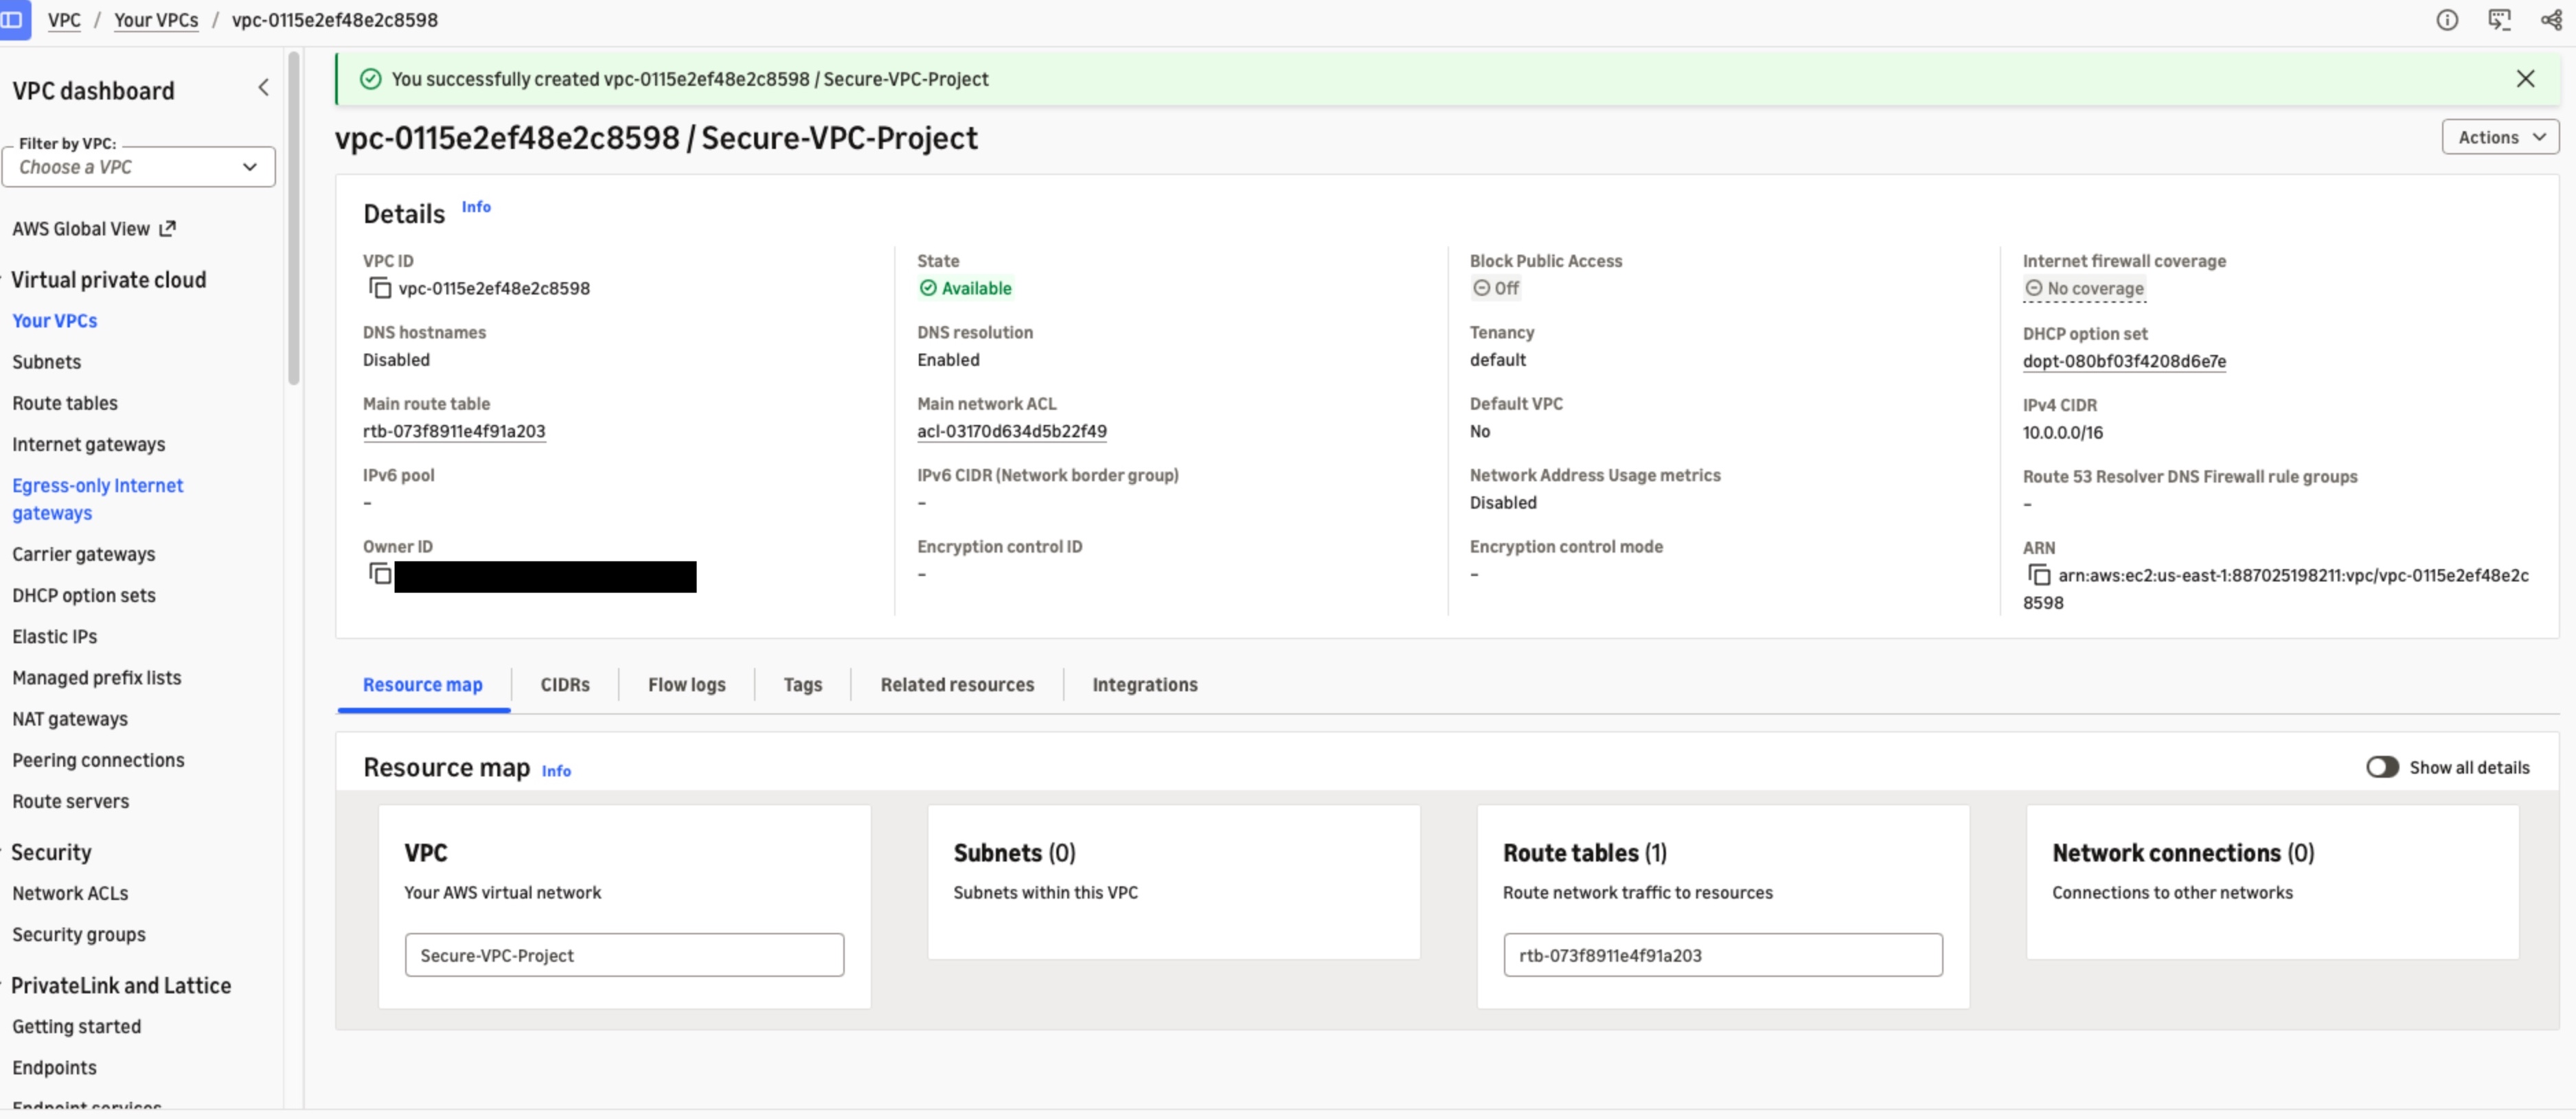 VPC / Your VPCs / vpc-0115e2ef48e2c8598
VPC dashboard
Filter by VPC:
Choose a VPC
AWS Global View
Virtual private cloud
Your VPCs
Subnets
Route tables
Internet gateways
Egress-only Internet
gateways
Carrier gateways
DHCP option sets
Elastic IPs
Managed prefix lists
NAT gateways
Peering connections
Route servers
Security
Network ACLs
Security groups
PrivateLink and Lattice
Getting started
Endpoints
Endpoint services
You successfully created vpc-0115e2ef48e2c8598 / Secure-VPC-Project
vpc-0115e2ef48e2c8598 / Secure-VPC-Project
Actions
Details Info
VPC ID
vpc-0115e2ef48e2c8598
State
Available
Block Public Access
Off
Internet firewall coverage
No coverage
DNS hostnames
Disabled
DNS resolution
Enabled
Tenancy
default
DHCP option set
dopt-080bf03f4208d6e7e
Main route table
rtb-073f8911e4f91a203
Main network ACL
acl-03170d634d5b22f49
Default VPC
No
IPv4 CIDR
10.0.0.0/16
IPv6 pool
–
IPv6 CIDR (Network border group)
–
Network Address Usage metrics
Disabled
Route 53 Resolver DNS Firewall rule groups
–
Owner ID
Encryption control ID
–
Encryption control mode
–
ARN
arn:aws:ec2:us-east-1:887025198211:vpc/vpc-0115e2ef48e2c
8598
Resource map CIDRs Flow logs Tags Related resources Integrations
Resource map Info
Show all details
VPC
Your AWS virtual network
Secure-VPC-Project
Subnets (0)
Subnets within this VPC
Route tables (1)
Route network traffic to resources
rtb-073f8911e4f91a203
Network connections (0)
Connections to other networks